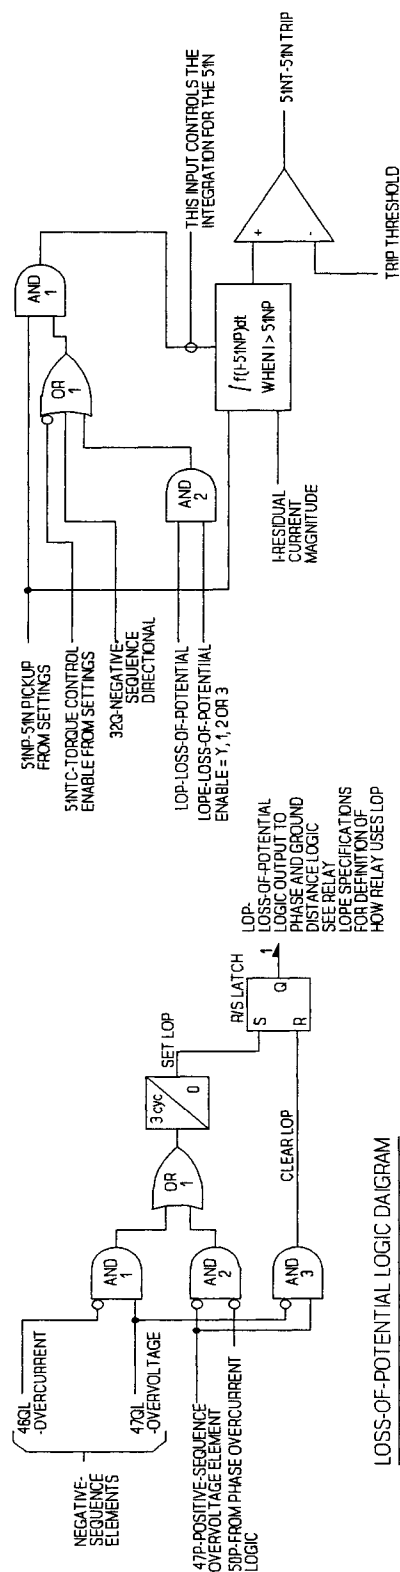 NEGATIVE-
SEQUENCE
ELEMENTS
46QL
-OVERCURRENT
47QL
-OVERVOLTAGE
47P-POSITIVE-SEQUENCE
OVERVOLTAGE ELEMENT
50P-FROM PHASE OVERCURRENT
LOGIC
AND
1
AND
2
AND
3
OR
1
3 cyc
0
SET LOP
CLEAR LOP
R/S LATCH
S
R
Q
1
LOP-
LOSS-OF-POTENTIAL
LOGIC OUTPUT TO
PHASE AND GROUND
DISTANCE LOGIC
SEE RELAY
LOPE SPECIFICATIONS
FOR DEFINITION OF
HOW RELAY USES LOP
LOSS-OF-POTENTIAL LOGIC DAIGRAM
51NP-51N PICKUP
FROM SETTINGS
51NTC-TORQUE CONTROL
ENABLE FROM SETTINGS
32Q-NEGATIVE-
SEQUENCE
DIRECTIONAL
LOP-LOSS-OF-POTENTIAL
LOPE-LOSS-OF-POTENTIAL
ENABLE = Y, 1, 2 OR 3
AND
1
OR
1
AND
2
I-RESIDUAL
CURRENT
MAGNITUDE
∫ f(I-51NP)dt
WHEN I > 51NP
THIS INPUT CONTROLS THE
INTEGRATION FOR THE 51N
+
-
51NT-51N TRIP
TRIP THRESHOLD